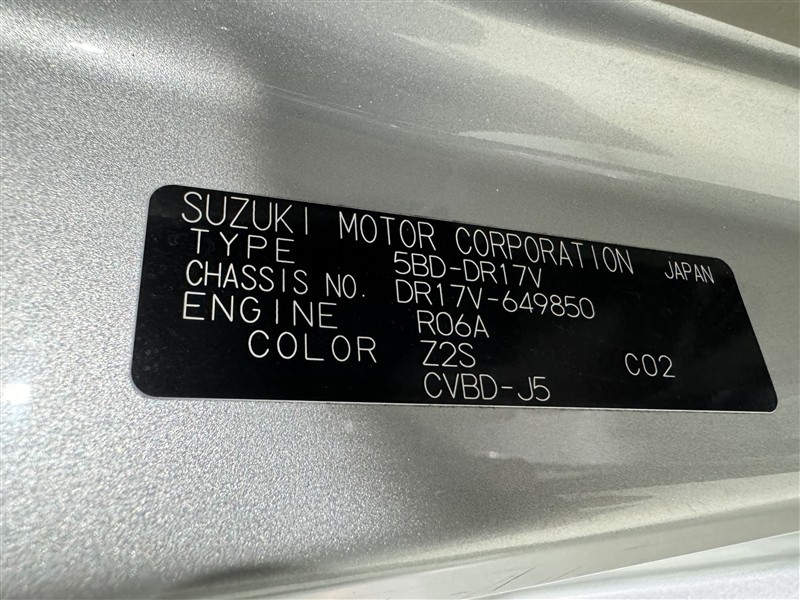 SUZUKI MOTOR CORPORATION JAPAN
TYPE 5BD-DR17V
CHASSIS NO. DR17V-649850
ENGINE R06A
COLOR Z2S C02
CVBD-J5